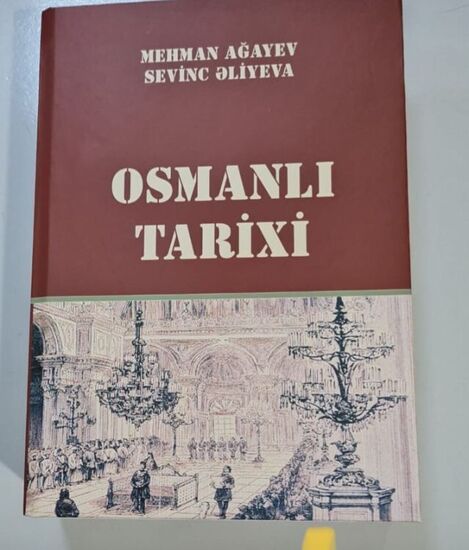 MEHMAN AĞAYEV
SEVİNC ƏLİYEVA
OSMANLI
TARİXİ